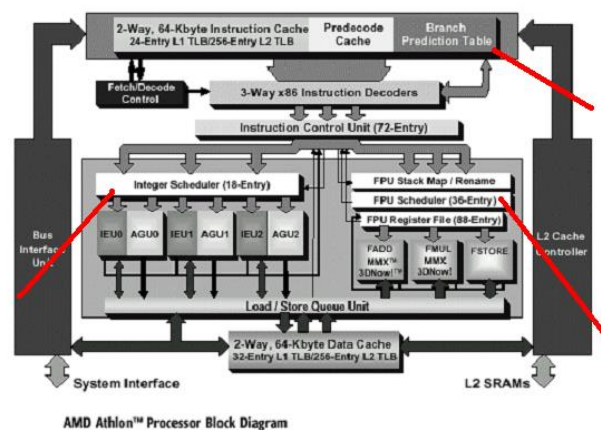 2-Way, 64-Kbyte Instruction Cache
24-Entry L1 TLB/256-Entry L2 TLB
Predecode
Cache
Branch
Prediction Table
Fetch/Decode
Control
3-Way x86 Instruction Decoders
Instruction Control Unit (72-Entry)
Bus
Interface
Unit
Integer Scheduler (18-Entry)
FPU Stack Map / Rename
FPU Scheduler (36-Entry)
FPU Register File (88-Entry)
L2 Cache
Controller
IEU0 AGU0 IEU1 AGU1 IEU2 AGU2
FADD
MMX™
3DNow!™
FMUL
MMX
3DNow!
FSTORE
Load / Store Queue Unit
2-Way, 64-Kbyte Data Cache
32-Entry L1 TLB/256-Entry L2 TLB
System Interface
L2 SRAMs
AMD Athlon™ Processor Block Diagram